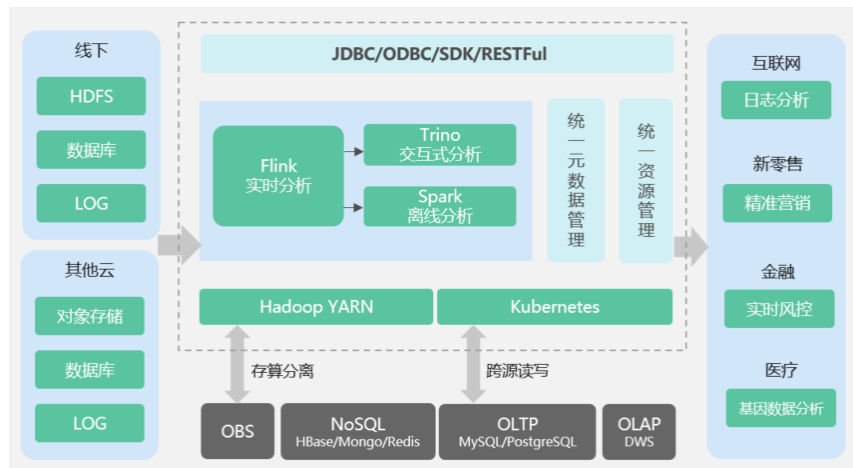 线下
HDFS
数据库
LOG
其他云
对象存储
数据库
LOG
JDBC/ODBC/SDK/RESTFul
Flink
实时分析
Trino
交互式分析
Spark
离线分析
统一元数据管理
统一资源管理
Hadoop YARN
Kubernetes
存算分离
跨源读写
OBS
NoSQL
HBase/Mongo/Redis
OLTP
MySQL/PostgreSQL
OLAP
DWS
互联网
日志分析
新零售
精准营销
金融
实时风控
医疗
基因数据分析